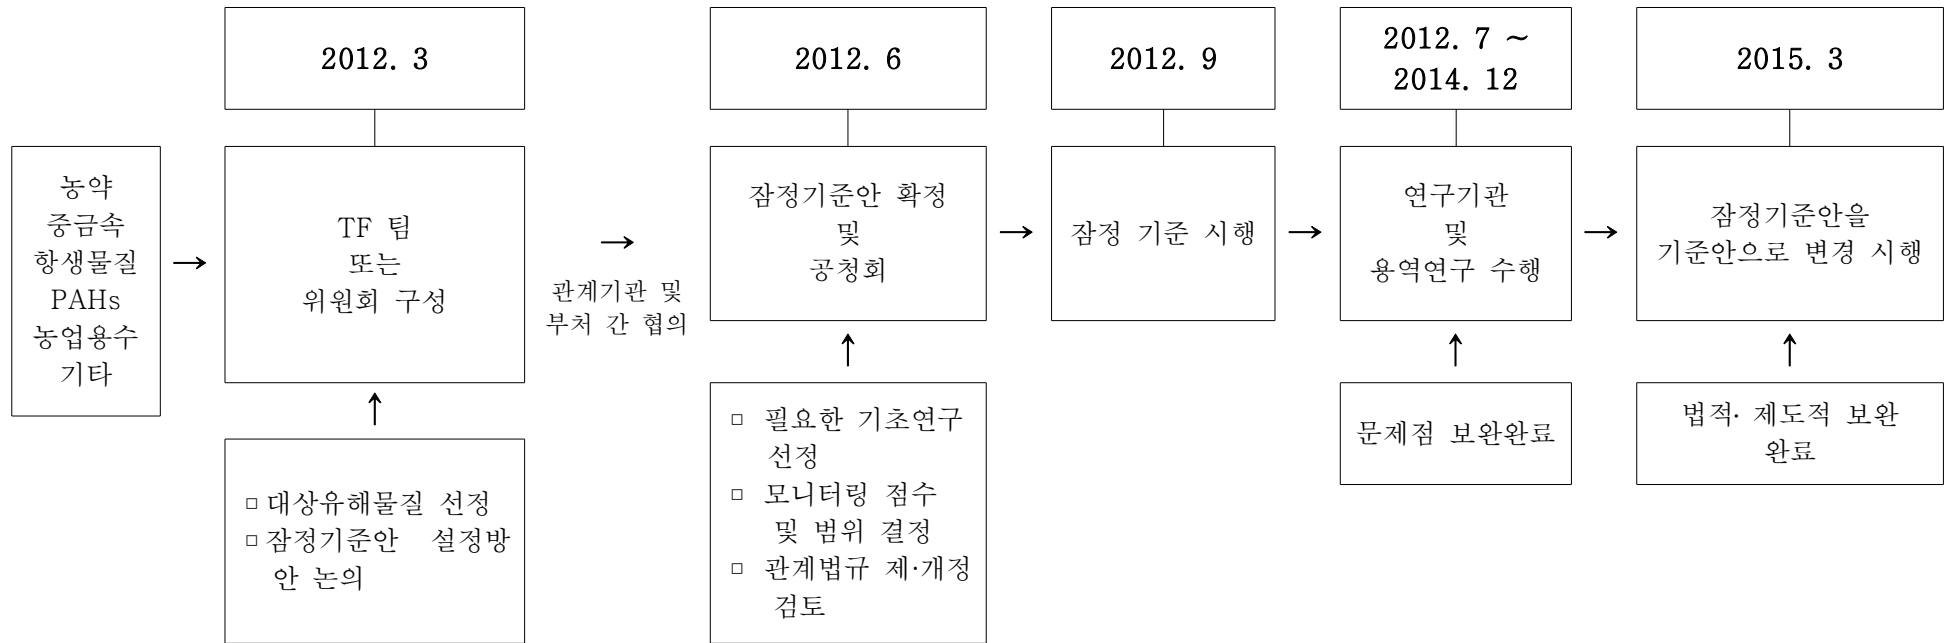 2012. 3
2012. 6
2012. 9
2012. 7 ~
2014. 12
2015. 3
농약
중금속
항생물질
PAHs
농업용수
기타
→
TF 팀
또는
위원회 구성
→
관계기관 및
부처 간 협의
잠정기준안 확정
및
공청회
→
잠정 기준 시행
→
연구기관
및
용역연구 수행
→
잠정기준안을
기준안으로 변경 시행
↑
↑
↑
↑
□ 대상유해물질 선정
□ 잠정기준안 설정방
안 논의
□ 필요한 기초연구
선정
□ 모니터링 점수
및 범위 결정
□ 관계법규 제·개정
검토
문제점 보완완료
법적· 제도적 보완
완료